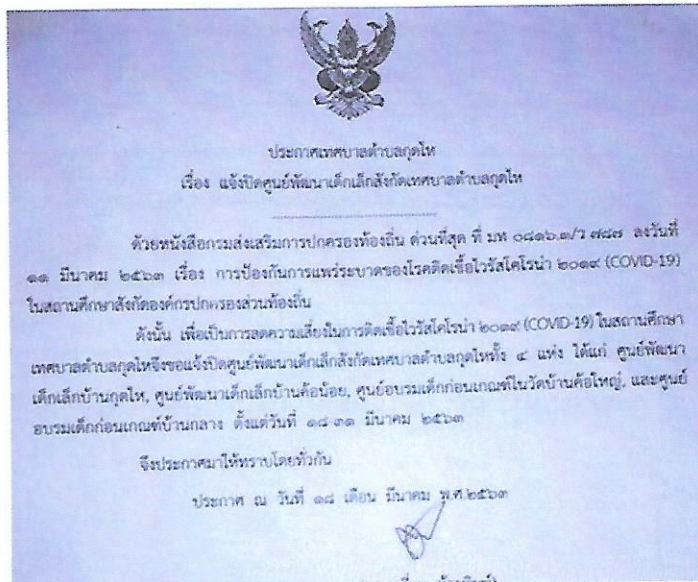 ประกาศเทศบาลตำบลกุดไห
เรื่อง แจ้งปิดศูนย์พัฒนาเด็กเล็กสังกัดเทศบาลตำบลกุดไห
ด้วยหนังสือกรมส่งเสริมการปกครองท้องถิ่น ด่วนที่สุด ที่ มท ๐๘๑๖.๓/ว ๗๘๗ ลงวันที่
๑๑ มีนาคม ๒๕๖๓ เรื่อง การป้องกันการแพร่ระบาดของโรคติดเชื้อไวรัสโคโรน่า ๒๐๑๙ (COVID-19)
ในสถานศึกษาสังกัดองค์กรปกครองส่วนท้องถิ่น
ดังนั้น เพื่อเป็นการลดความเสี่ยงในการติดเชื้อไวรัสโคโรน่า ๒๐๑๙ (COVID-19) ในสถานศึกษา
เทศบาลตำบลกุดไหจึงขอแจ้งปิดศูนย์พัฒนาเด็กเล็กสังกัดเทศบาลตำบลกุดไหทั้ง ๔ แห่ง ได้แก่ ศูนย์พัฒนา
เด็กเล็กบ้านกุดไห, ศูนย์พัฒนาเด็กเล็กบ้านค้อน้อย, ศูนย์อบรมเด็กก่อนเกณฑ์ในวัดบ้านค้อใหญ่, และศูนย์
อบรมเด็กก่อนเกณฑ์บ้านกลาง ตั้งแต่วันที่ ๑๘-๓๑ มีนาคม ๒๕๖๓
จึงประกาศมาให้ทราบโดยทั่วกัน
ประกาศ ณ วันที่ ๑๘ เดือน มีนาคม พ.ศ.๒๕๖๓